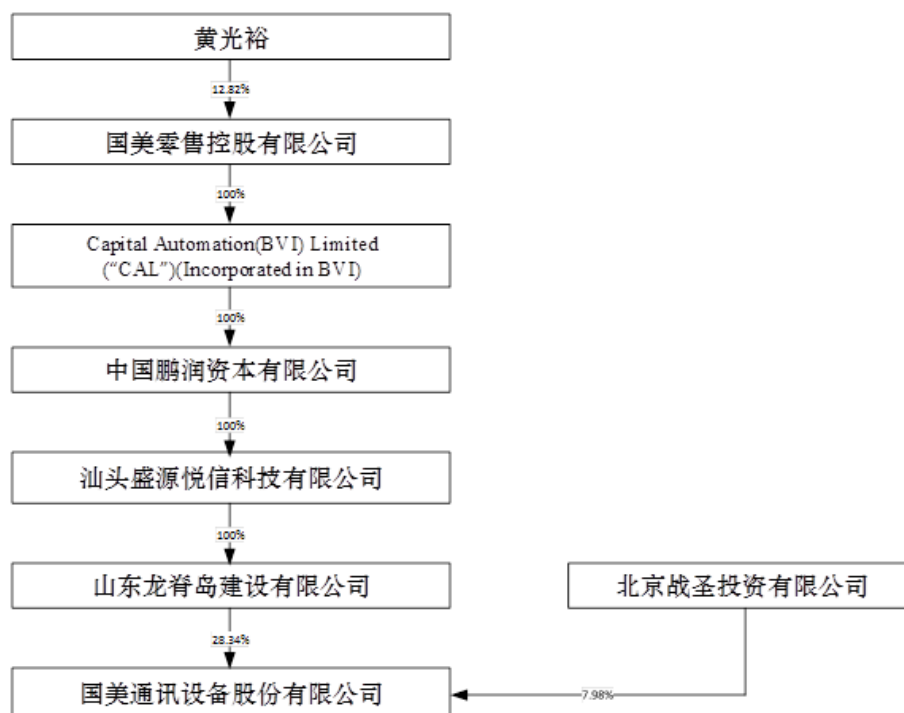 黄光裕
12.82%
国美零售控股有限公司
100%
Capital Automation(BVI) Limited
(“CAL”)(Incorporated in BVI)
100%
中国鹏润资本有限公司
100%
汕头盛源悦信科技有限公司
100%
山东龙脊岛建设有限公司
北京战圣投资有限公司
28.34%
国美通讯设备股份有限公司
7.98%